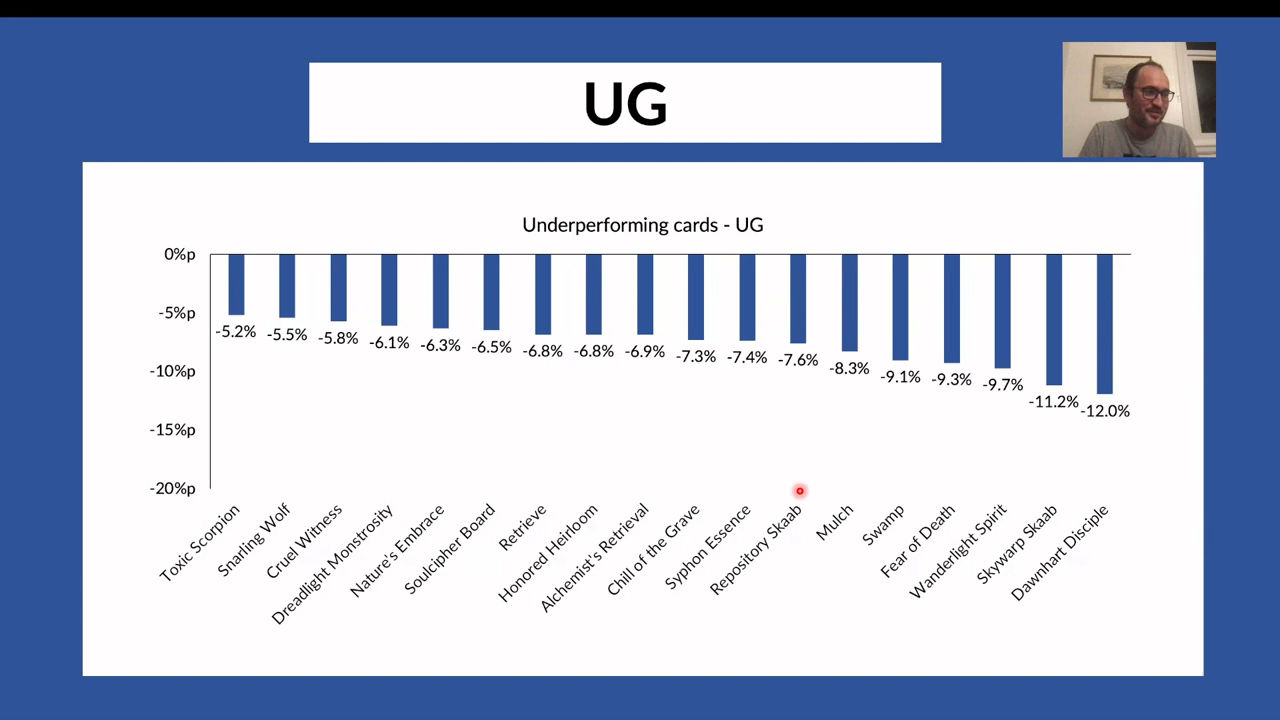 UG
Underperforming cards - UG
0%p
-5%p
-10%p
-15%p
-20%p
-5.2%
-5.5%
-5.8%
-6.1%
-6.3%
-6.5%
-6.8%
-6.8%
-6.9%
-7.3%
-7.4%
-7.6%
-8.3%
-9.1%
-9.3%
-9.7%
-11.2%
-12.0%
Toxic Scorpion
Snarling Wolf
Cruel Witness
Dreadlight Monstrosity
Nature's Embrace
Soulcipher Board
Retrieve
Honored Heirloom
Alchemist's Retrieval
Chill of the Grave
Syphon Essence
Repository Skaab
Mulch
Swamp
Fear of Death
Wanderlight Spirit
Skywarp Skaab
Dawnhart Disciple